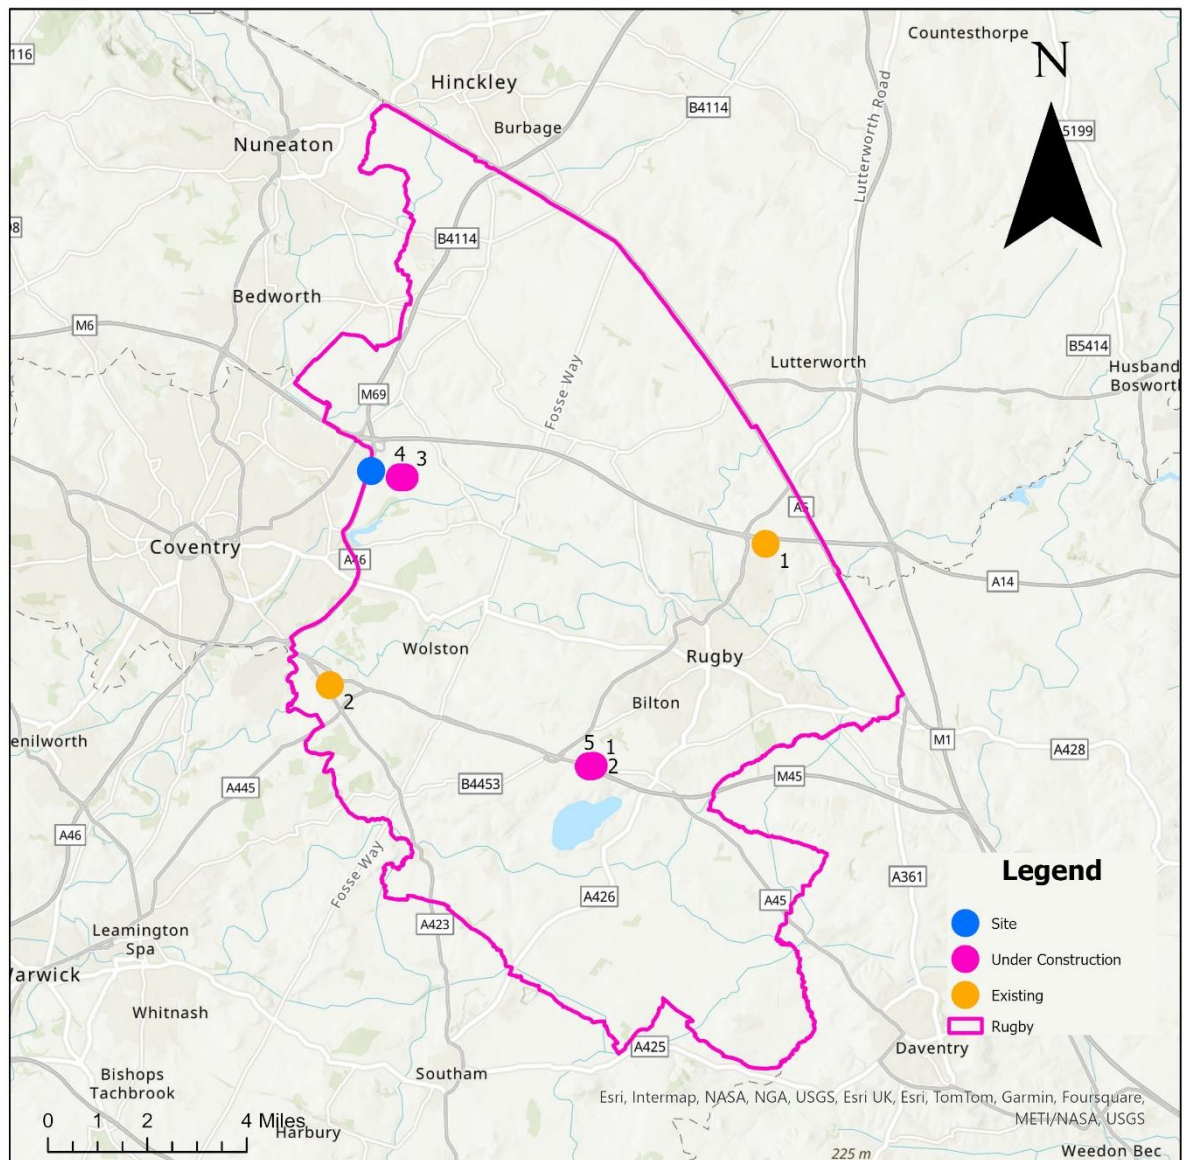 Countesthorpe
N
116
Hinckley
B4114
Lutterworth Road
5199
Burbage
Nuneaton
B4114
Bedworth
M6
B5414
Fosse Way
Lutterworth
Husband
Boswort
M69
4 3
A5
Coventry
A46
1
A14
Wolston
Rugby
2
Bilton
enilworth
M1
A428
5 1
2
M45
A445
B4453
A46
Fosse Way
A426
A45
A361
Legend
Site
Under Construction
Existing
Rugby
A423
Leamington
Spa
Warwick
Whitnash
A425
Daventry
Southam
Bishops
Tachbrook
Esri, Intermap, NASA, NGA, USGS, Esri UK, Esri, TomTom, Garmin, Foursquare,
METI/NASA, USGS
0 1 2 4 Miles
Harbury
225 m
Weedon Bec